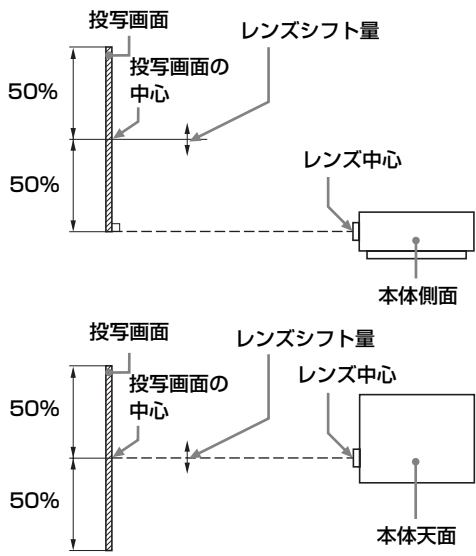 投写画面
レンズシフト量
投写画面の
中心
50%
50%
レンズ中心
本体側面
投写画面
レンズシフト量
投写画面の
中心
レンズ中心
50%
50%
本体天面